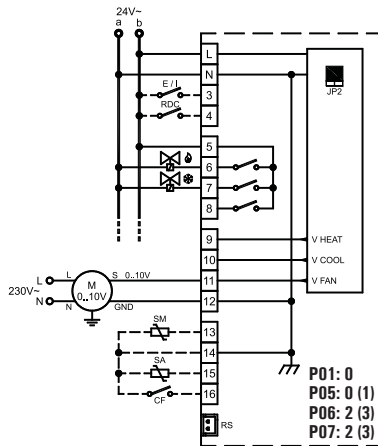 24V~
a b
L
N
JP2
E / I
3
RDC
4
5
6
7
8
9
V HEAT
10
V COOL
L L S 0..10V
11
V FAN
M
0..10V
230V~
N N GND
12
SM
13
14
SA
15
CF
16
RS
P01: 0
P05: 0 (1)
P06: 2 (3)
P07: 2 (3)